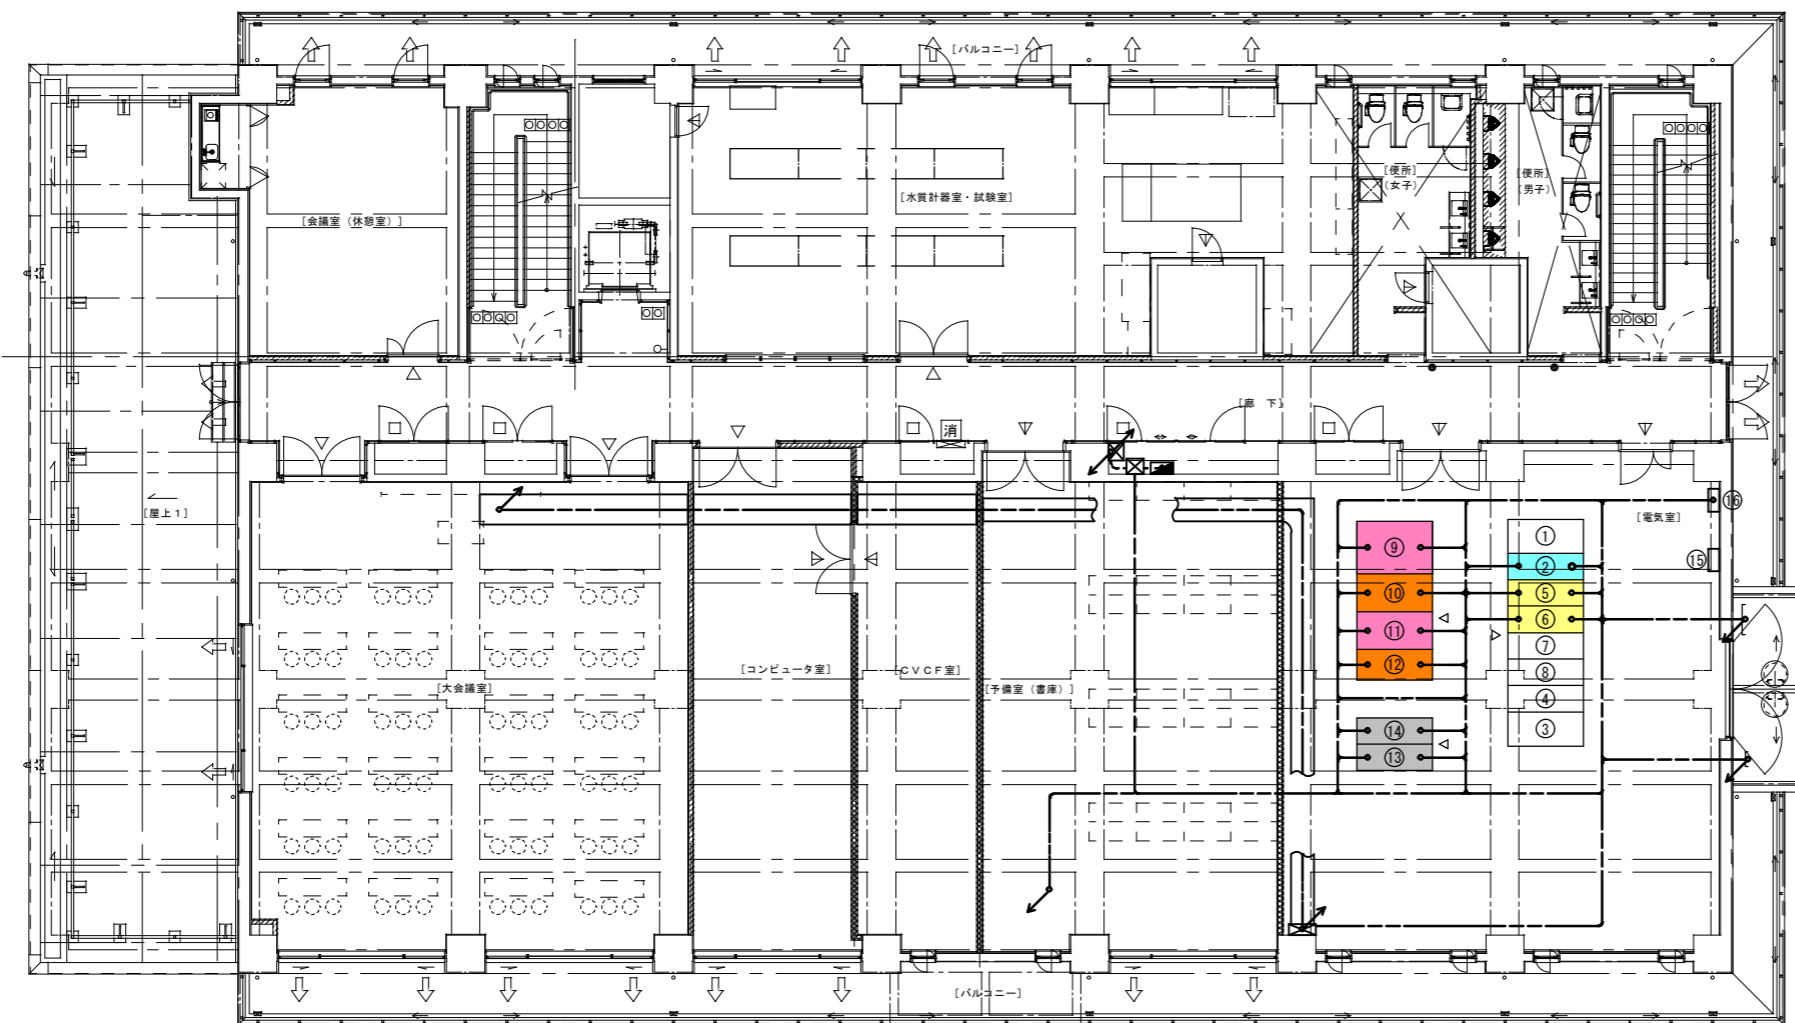 [バルコニー]
[便所]
(女子)
[便所]
(男子)
[水質計器室・試験室]
[会議室(休憩室)]
[廊 下]
消
[屋上1]
[電気室]
⑯
⑮
①
②
⑤
⑥
⑦
⑧
④
③
⑨
⑩
⑪
⑫
⑭
⑬
[コンピュータ室]
[CVCF室]
[大会議室]
[予備室(書庫)]
[バルコニー]